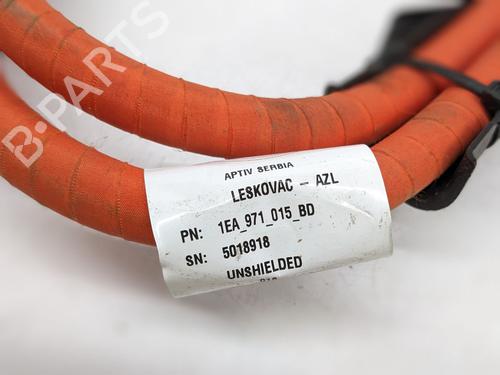 B-PARTS
APTIV SERBIA
LESKOVAC - AZL
PN: 1EA_971_015_BD
SN: 5018918
UNSHIELDED